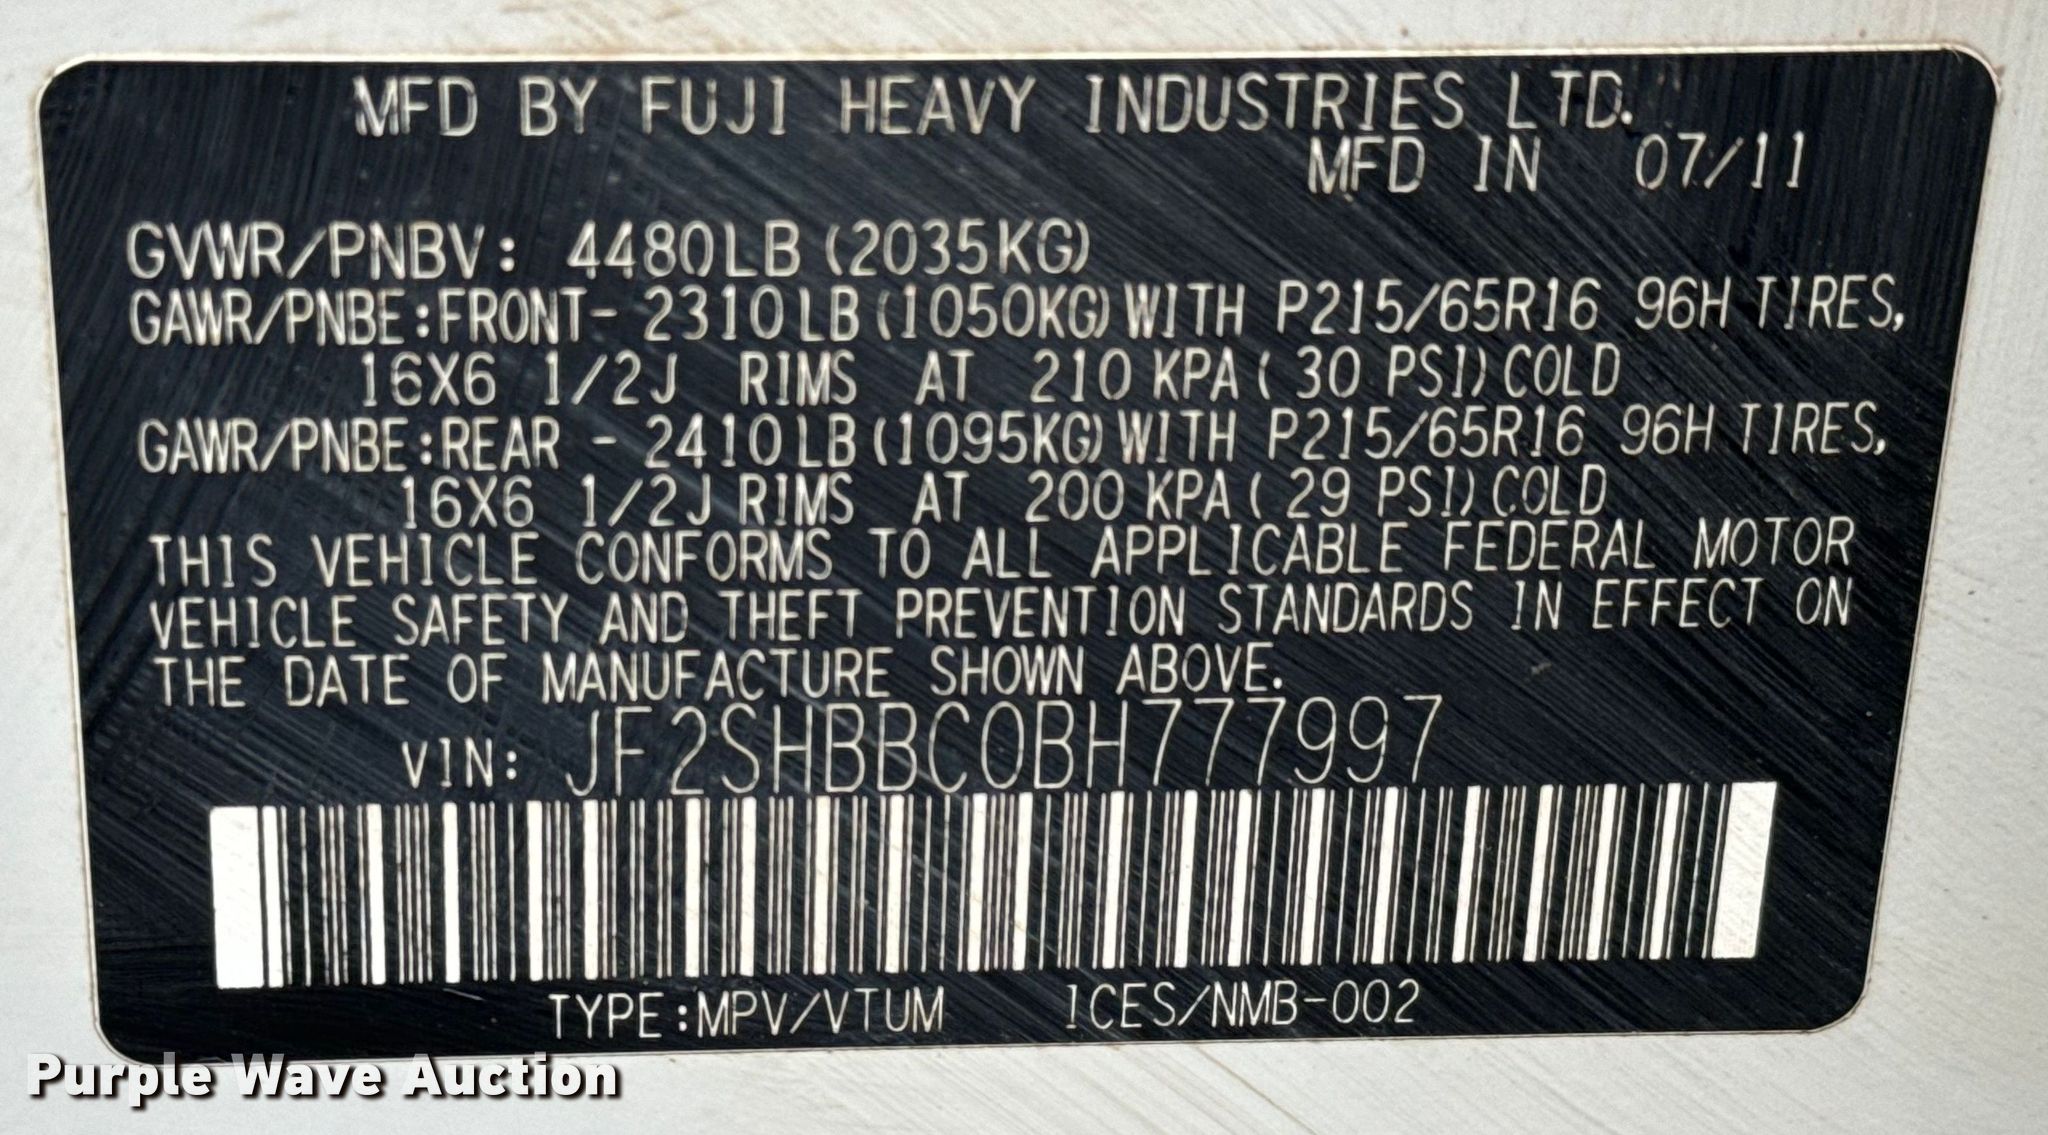 MFD BY FUJI HEAVY INDUSTRIES LTD.
MFD IN 07/11
GVWR/PNBV: 4480LB (2035KG)
GAWR/PNBE:FRONT- 2310LB (1050KG) WITH P215/65R16 96H TIRES,
16X6 1/2J RIMS AT 210 KPA ( 30 PSI) COLD
GAWR/PNBE:REAR - 2410LB (1095KG) WITH P215/65R16 96H TIRES,
16X6 1/2J RIMS AT 200 KPA ( 29 PSI) COLD
THIS VEHICLE CONFORMS TO ALL APPLICABLE FEDERAL MOTOR
VEHICLE SAFETY AND THEFT PREVENTION STANDARDS IN EFFECT ON
THE DATE OF MANUFACTURE SHOWN ABOVE.
VIN: JF2SHBBC0BH777997
TYPE:MPV/VTUM ICES/NMB-002
Purple Wave Auction